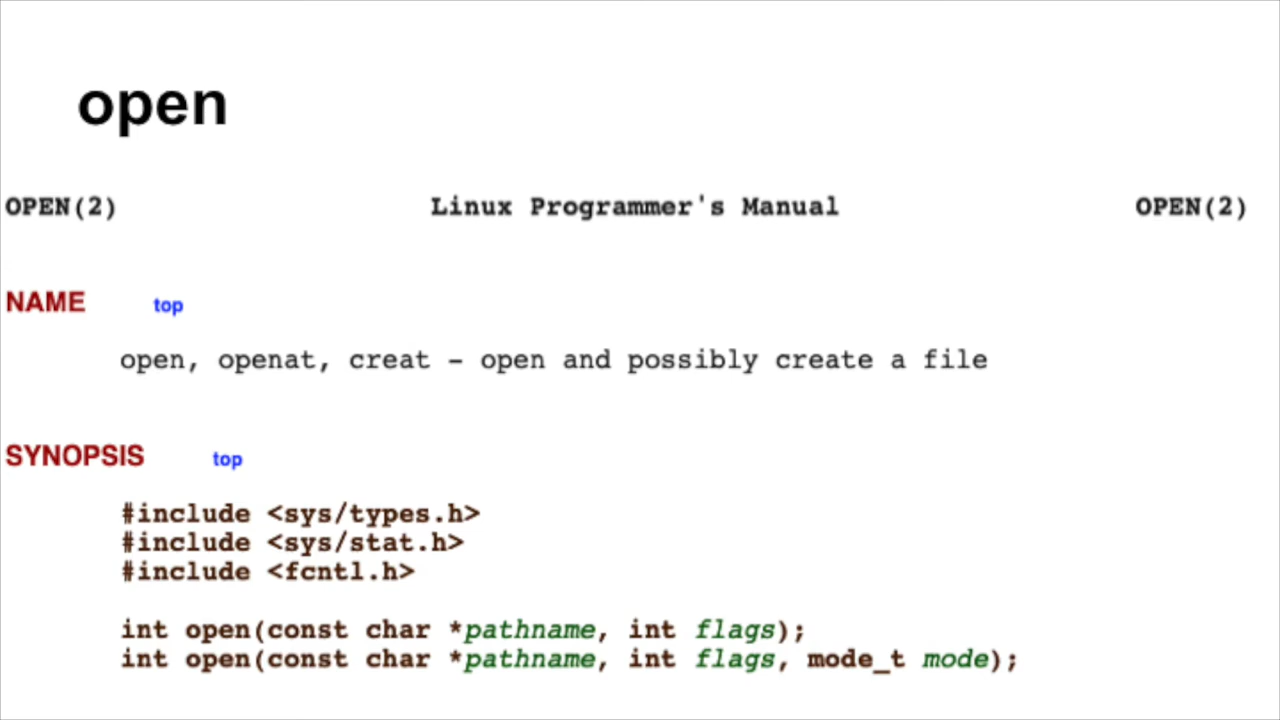 open
OPEN(2) Linux Programmer's Manual OPEN(2)
NAME top
open, openat, creat - open and possibly create a file
SYNOPSIS top
#include <sys/types.h>
#include <sys/stat.h>
#include <fcntl.h>
int open(const char *pathname, int flags);
int open(const char *pathname, int flags, mode_t mode);